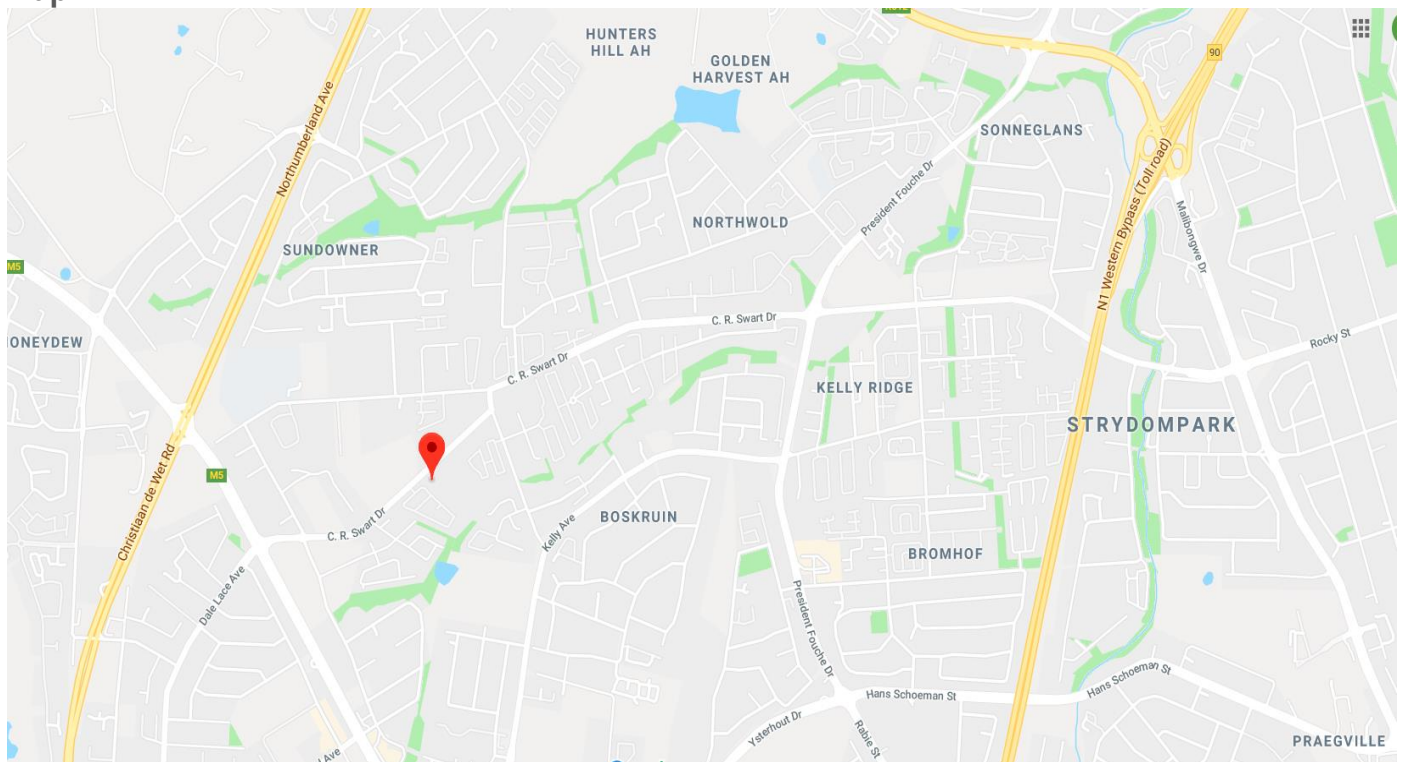 HUNTERS
HILL AH
GOLDEN
HARVEST AH
90
Northumberland Ave
SONNEGLANS
President Fouche Dr
N1 Western Bypass (Toll road)
NORTHWOLD
Malibongwe Dr
SUNDOWNER
M5
C. R. Swart Dr
ONEYDEW
Rocky St
C. R. Swart Dr
KELLY RIDGE
STRYDOMPARK
Christiaan de Wet Rd
M5
C. R. Swart Dr
Kelly Ave
BOSKRUIN
BROMHOF
Dale Lace Ave
President Fouche Dr
Hans Schoeman St
Hans Schoeman St
Ysterhout Dr
Rabie St
PRAEGVILLE
Ave